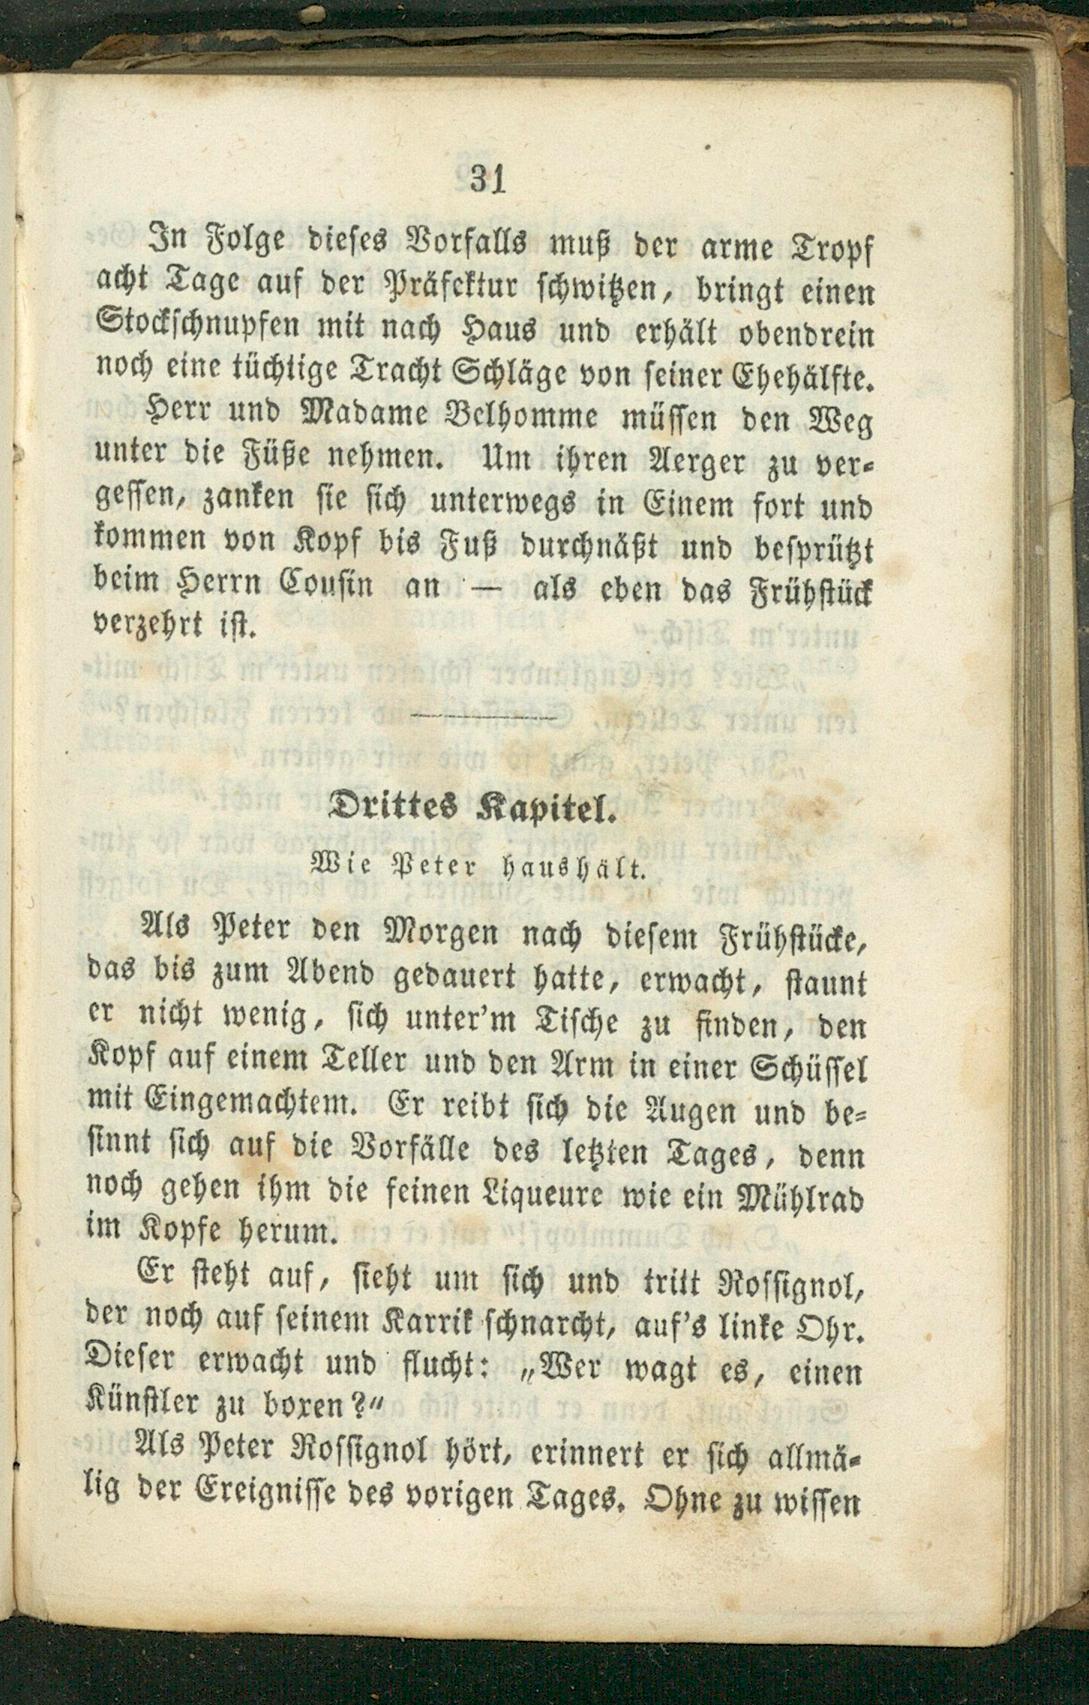 31
In Folge dieses Vorfalls muß der arme Tropf
acht Tage auf der Präfektur schwitzen, bringt einen
Stockschnupfen mit nach Haus und erhält obendrein
noch eine tüchtige Tracht Schläge von seiner Ehehälfte.
Herr und Madame Belhomme müssen den Weg
unter die Füße nehmen. Um ihren Aerger zu ver-
gessen, zanken sie sich unterwegs in Einem fort und
kommen von Kopf bis Fuß durchnäßt und besprützt
beim Herrn Cousin an — als eben das Frühstück
verzehrt ist.
Drittes Kapitel.
Wie Peter haushält.
Als Peter den Morgen nach diesem Frühstücke,
das bis zum Abend gedauert hatte, erwacht, staunt
er nicht wenig, sich unter'm Tische zu finden, den
Kopf auf einem Teller und den Arm in einer Schüssel
mit Eingemachtem. Er reibt sich die Augen und be-
sinnt sich auf die Vorfälle des letzten Tages, denn
noch gehen ihm die feinen Liqueure wie ein Mühlrad
im Kopfe herum.
Er steht auf, sieht um sich und tritt Rossignol,
der noch auf seinem Karrik schnarcht, auf's linke Ohr.
Dieser erwacht und flucht: „Wer wagt es, einen
Künstler zu boxen?“
Als Peter Rossignol hört, erinnert er sich allmä-
lig der Ereignisse des vorigen Tages. Ohne zu wissen